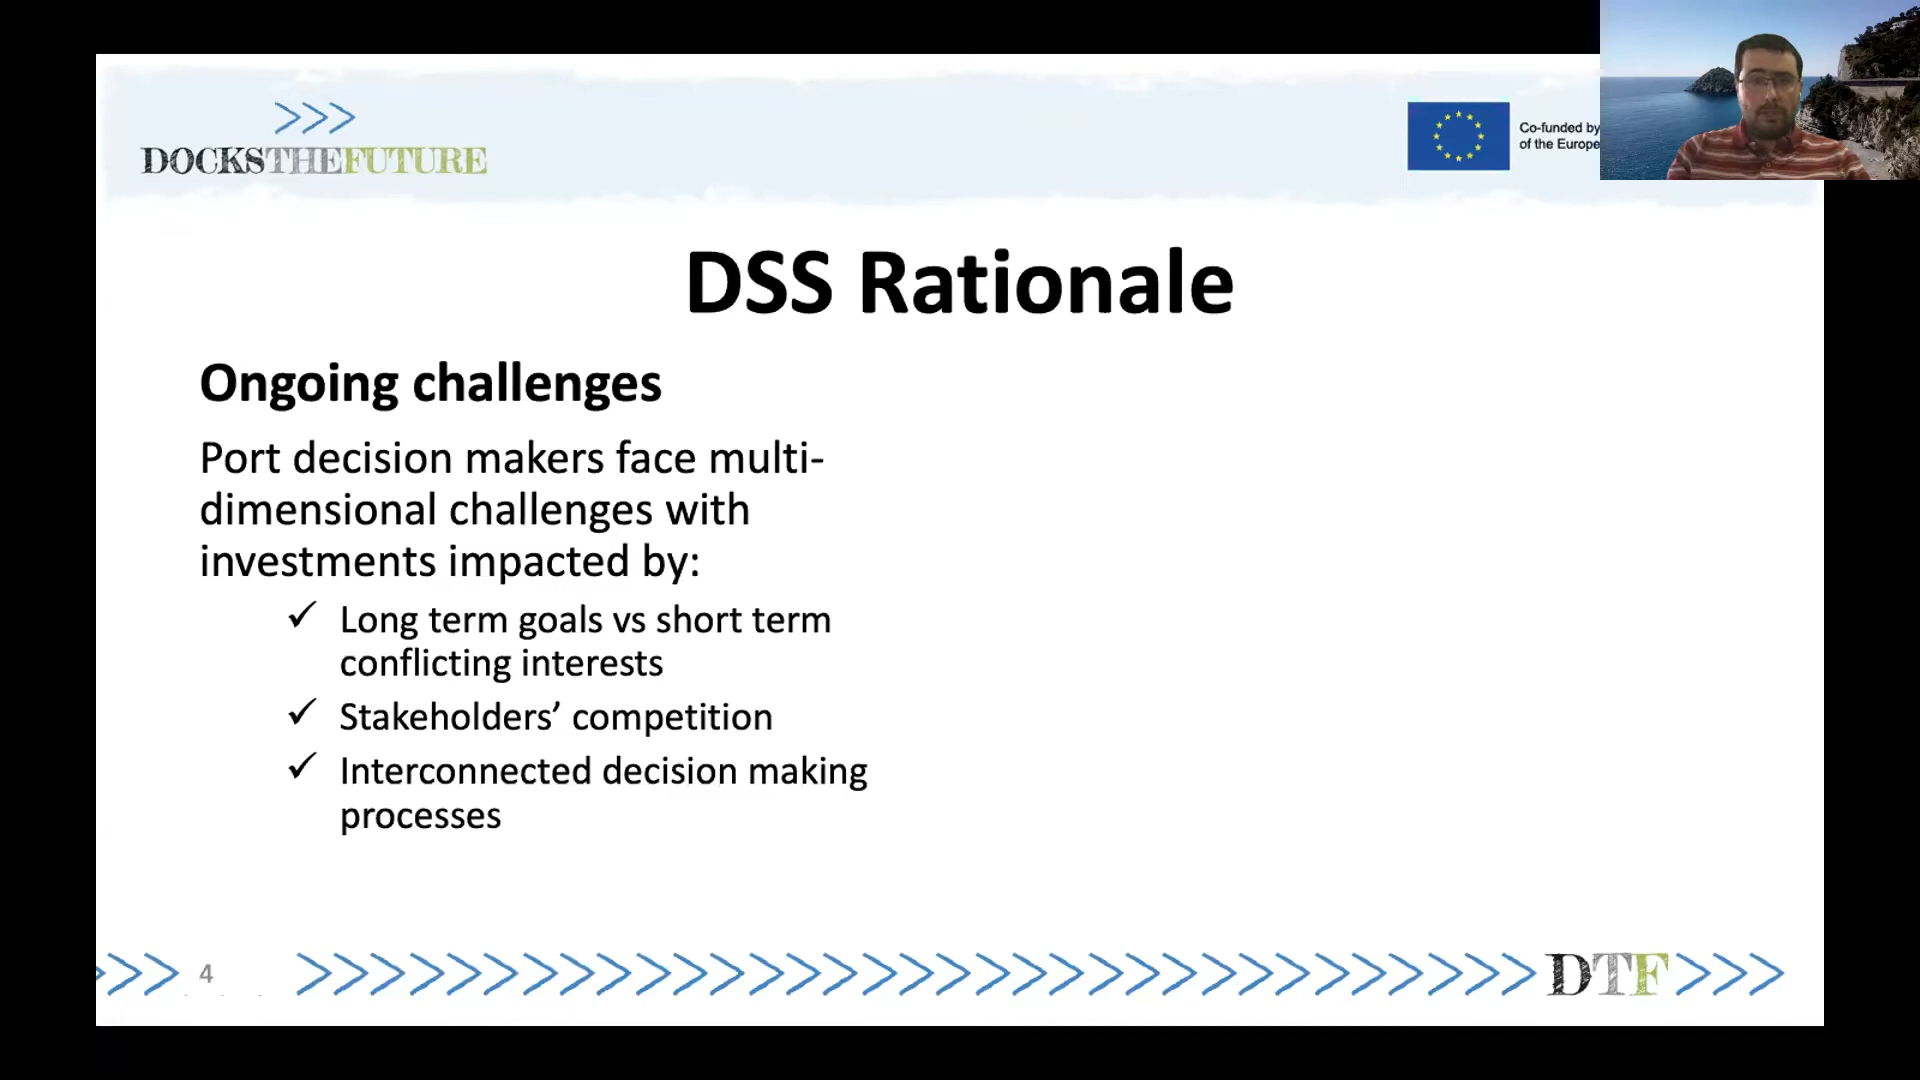 DOCKSTHEFUTURE
Co-funded by
of the Europe
DSS Rationale
Ongoing challenges
Port decision makers face multi-
dimensional challenges with
investments impacted by:
✓ Long term goals vs short term
conflicting interests
✓ Stakeholders’ competition
✓ Interconnected decision making
processes
4
DTF